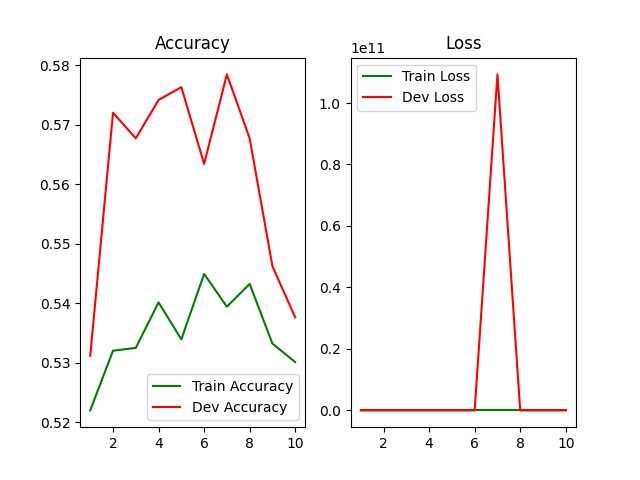 Accuracy
0.58
0.57
0.56
0.55
0.54
0.53
0.52
2 4 6 8 10
Train Accuracy
Dev Accuracy
Loss
1e11
1.0
0.8
0.6
0.4
0.2
0.0
2 4 6 8 10
Train Loss
Dev Loss